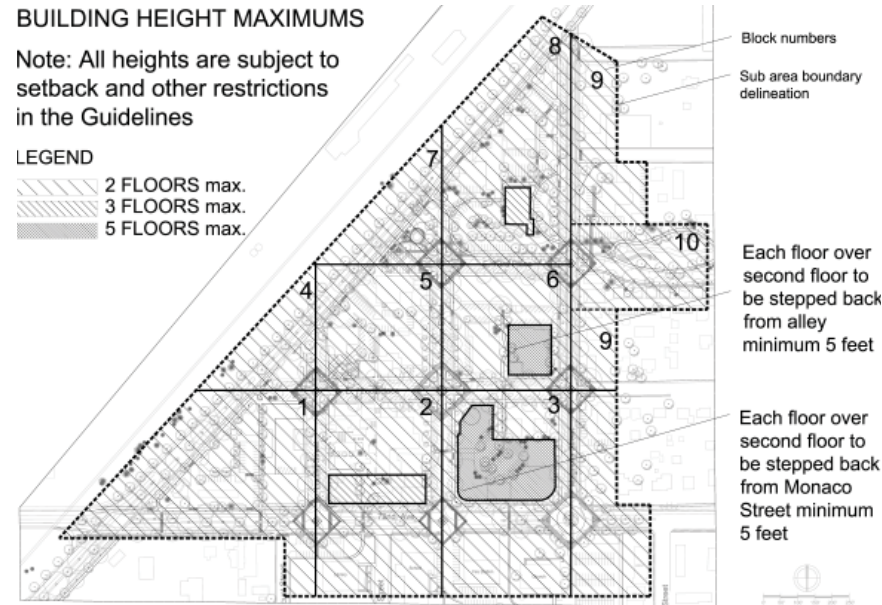 BUILDING HEIGHT MAXIMUMS
Note: All heights are subject to
setback and other restrictions
in the Guidelines
LEGEND
2 FLOORS max.
3 FLOORS max.
5 FLOORS max.
8
Block numbers
9
Sub area boundary
delineation
7
10
4
5
6
Each floor over
second floor to
be stepped back
from alley
minimum 5 feet
9
1
2
3
Each floor over
second floor to
be stepped back
from Monaco
Street minimum
5 feet
Street